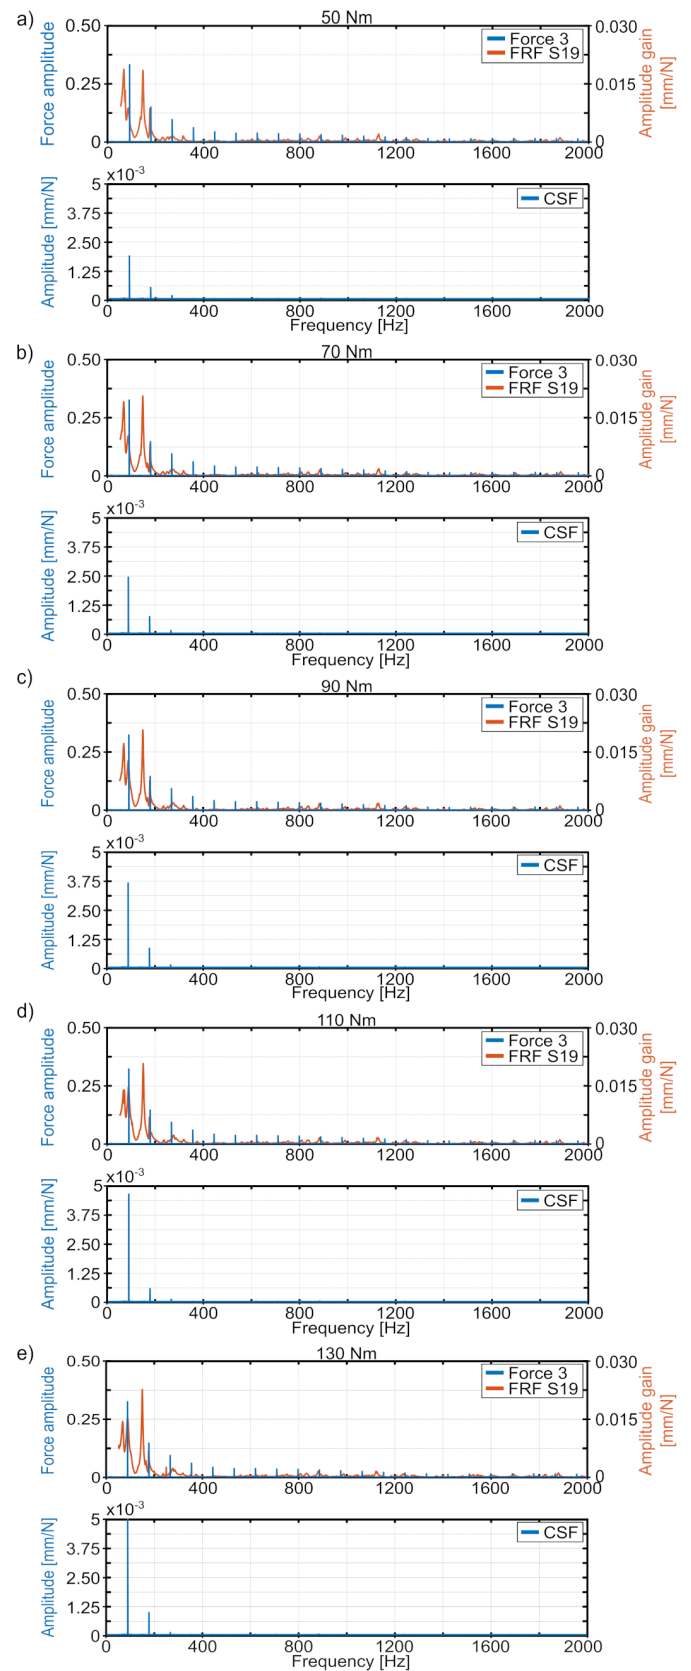 a)
50 Nm
Force amplitude
0.50
0.25
0
0 400 800 1200 1600 2000
Force 3
FRF S19
0.030
0.015
0
Amplitude gain
[mm/N]
Amplitude [mm/N]
x10-3
5
3.75
2.50
1.25
0
CSF
0 400 800 1200 1600 2000
Frequency [Hz]
b)
70 Nm
Force amplitude
0.50
0.25
0
0 400 800 1200 1600 2000
Force 3
FRF S19
0.030
0.015
0
Amplitude gain
[mm/N]
Amplitude [mm/N]
x10-3
5
3.75
2.50
1.25
0
CSF
0 400 800 1200 1600 2000
Frequency [Hz]
c)
90 Nm
Force amplitude
0.50
0.25
0
0 400 800 1200 1600 2000
Force 3
FRF S19
0.030
0.015
0
Amplitude gain
[mm/N]
Amplitude [mm/N]
x10-3
5
3.75
2.50
1.25
0
CSF
0 400 800 1200 1600 2000
Frequency [Hz]
d)
110 Nm
Force amplitude
0.50
0.25
0
0 400 800 1200 1600 2000
Force 3
FRF S19
0.030
0.015
0
Amplitude gain
[mm/N]
Amplitude [mm/N]
x10-3
5
3.75
2.50
1.25
0
CSF
0 400 800 1200 1600 2000
Frequency [Hz]
e)
130 Nm
Force amplitude
0.50
0.25
0
0 400 800 1200 1600 2000
Force 3
FRF S19
0.030
0.015
0
Amplitude gain
[mm/N]
Amplitude [mm/N]
x10-3
5
3.75
2.50
1.25
0
CSF
0 400 800 1200 1600 2000
Frequency [Hz]